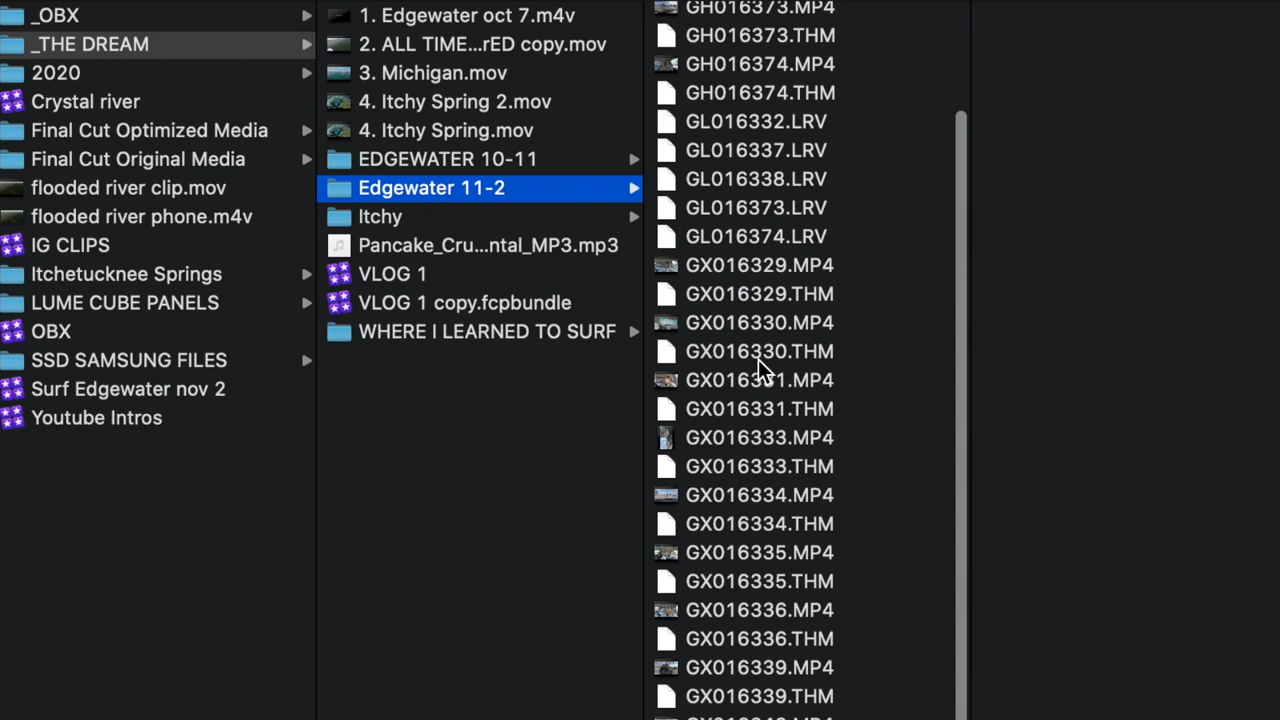 _OBX
_THE DREAM
2020
Crystal river
Final Cut Optimized Media
Final Cut Original Media
flooded river clip.mov
flooded river phone.m4v
IG CLIPS
Itchetucknee Springs
LUME CUBE PANELS
OBX
SSD SAMSUNG FILES
Surf Edgewater nov 2
Youtube Intros
1. Edgewater oct 7.m4v
2. ALL TIME...rED copy.mov
3. Michigan.mov
4. Itchy Spring 2.mov
4. Itchy Spring.mov
EDGEWATER 10-11
Edgewater 11-2
Itchy
Pancake_Cru...ntal_MP3.mp3
VLOG 1
VLOG 1 copy.fcpbundle
WHERE I LEARNED TO SURF
GH016373.MP4
GH016373.THM
GH016374.MP4
GH016374.THM
GL016332.LRV
GL016337.LRV
GL016338.LRV
GL016373.LRV
GL016374.LRV
GX016329.MP4
GX016329.THM
GX016330.MP4
GX016330.THM
GX016331.MP4
GX016331.THM
GX016333.MP4
GX016333.THM
GX016334.MP4
GX016334.THM
GX016335.MP4
GX016335.THM
GX016336.MP4
GX016336.THM
GX016339.MP4
GX016339.THM